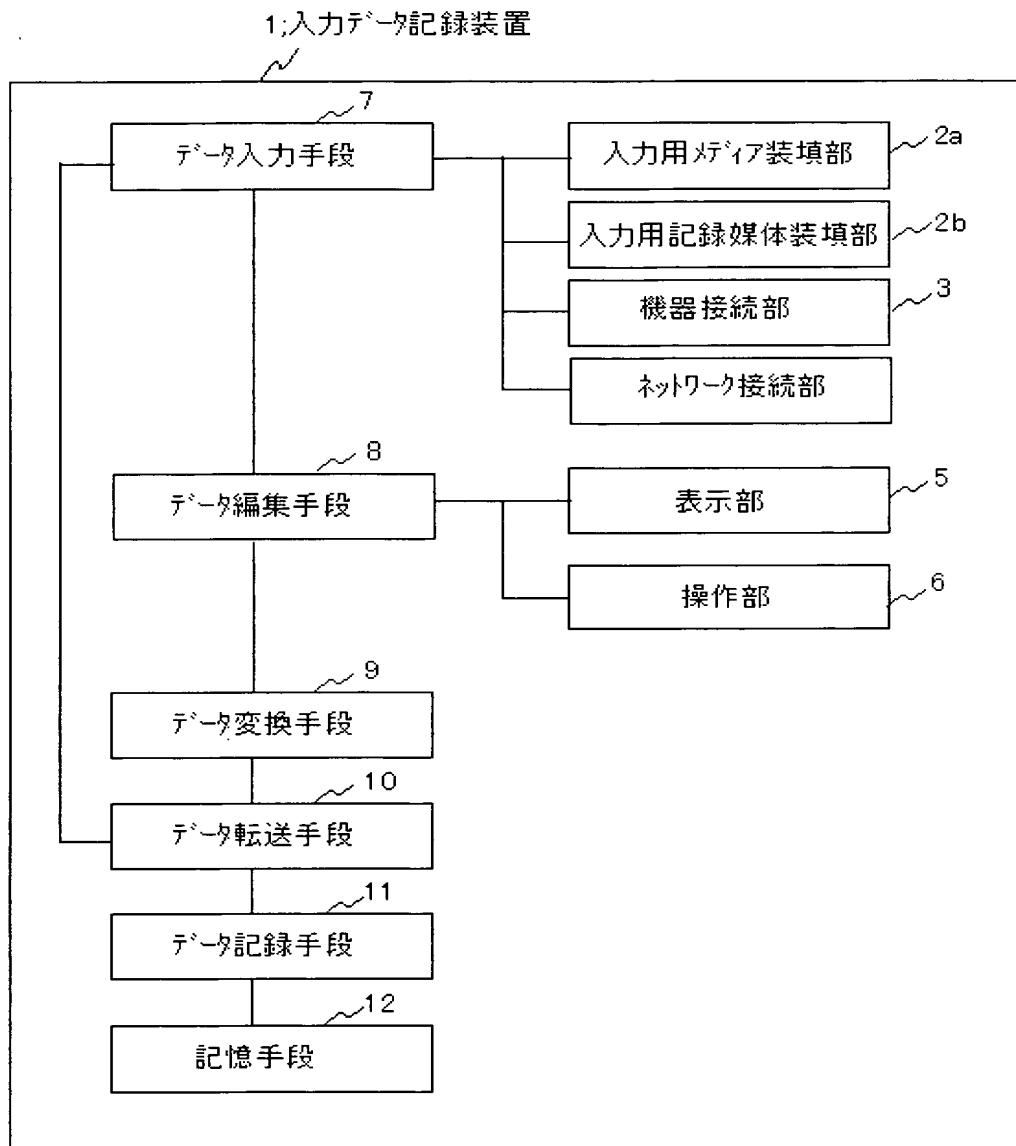 1;入力データ記録装置
7
データ入力手段
入力用メディア装填部
2a
入力用記録媒体装填部
2b
機器接続部
3
ネットワーク接続部
8
データ編集手段
表示部
5
操作部
6
9
データ変換手段
10
データ転送手段
11
データ記録手段
12
記憶手段